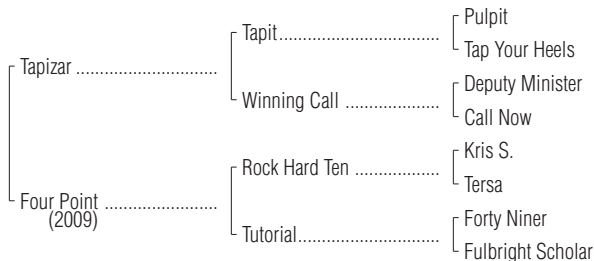 Pulpit
Tapit
Tap Your Heels
Tapizar
Deputy Minister
Winning Call
Call Now
Kris S.
Rock Hard Ten
Tersa
Four Point
(2009)
Forty Niner
Tutorial
Fulbright Scholar